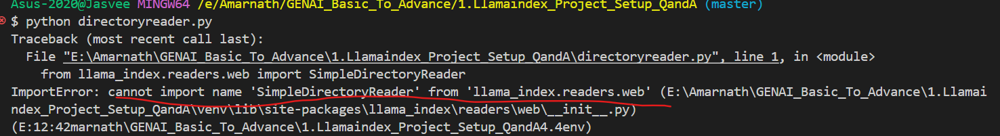 Asus-2020@Jasvee MINGW64 /e/Amarnath/GENAI_Basic_To_Advance/1.Llamaindex_Project_Setup_QandA (master)
$ python directoryreader.py
Traceback (most recent call last):
  File "E:\Amarnath\GENAI_Basic_To_Advance\1.Llamaindex_Project_Setup_QandA\directoryreader.py", line 1, in <module>
    from llama_index.readers.web import SimpleDirectoryReader
ImportError: cannot import name 'SimpleDirectoryReader' from 'llama_index.readers.web' (E:\Amarnath\GENAI_Basic_To_Advance\1.Llamai
ndex_Project_Setup_QandA\venv\lib\site-packages\llama_index\readers\web\__init__.py)
(E:12:42marnath\GENAI_Basic_To_Advance\1.Llamaindex_Project_Setup_QandA4.4env)